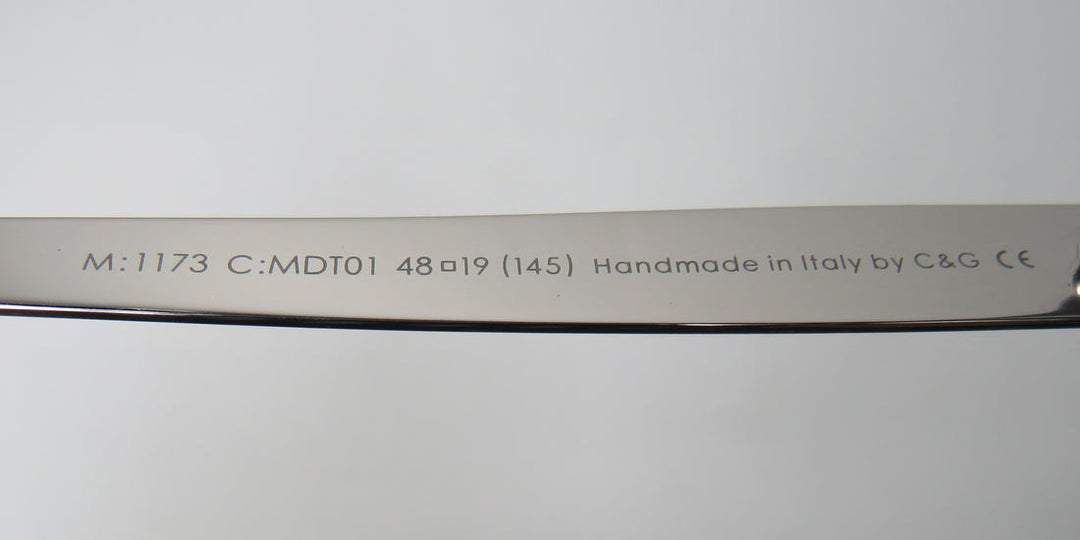 M:1173 C:MDT01 48□19 (145) Handmade in Italy by C&G CE